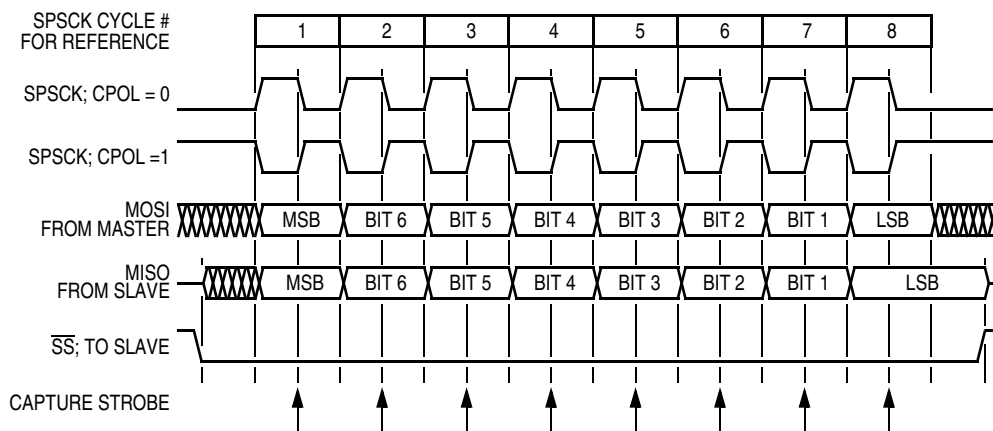 SPSCK CYCLE #
FOR REFERENCE
1 2 3 4 5 6 7 8
SPSCK; CPOL = 0
SPSCK; CPOL =1
MOSI
FROM MASTER
MSB BIT 6 BIT 5 BIT 4 BIT 3 BIT 2 BIT 1 LSB
MISO
FROM SLAVE
MSB BIT 6 BIT 5 BIT 4 BIT 3 BIT 2 BIT 1 LSB
S̅S̅; TO SLAVE
CAPTURE STROBE